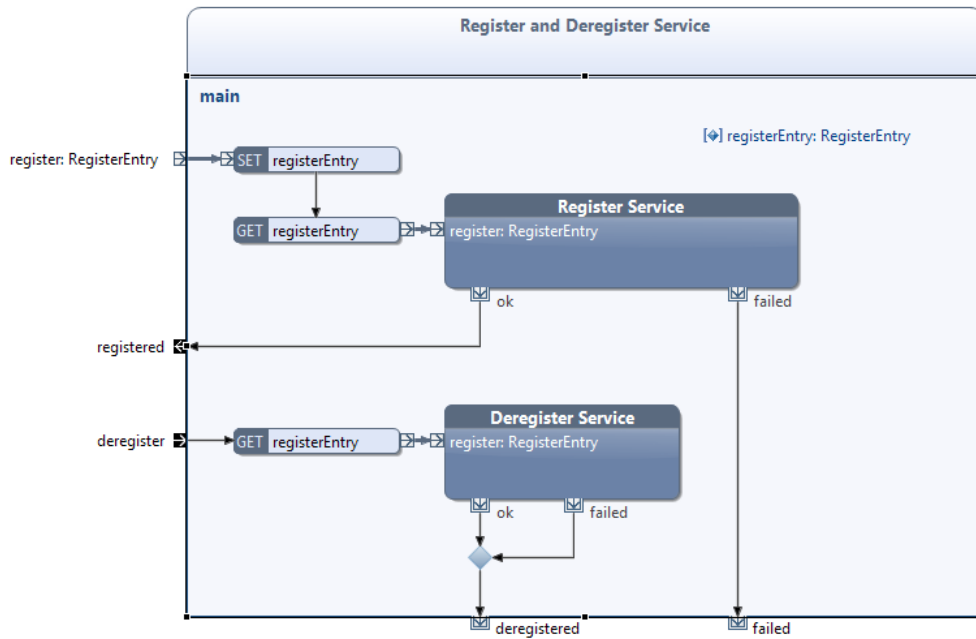 Register and Deregister Service
main
registerEntry: RegisterEntry
register: RegisterEntry
SET registerEntry
Register Service
GET registerEntry
register: RegisterEntry
ok
failed
registered
Deregister Service
deregister
GET registerEntry
register: RegisterEntry
ok
failed
deregistered
failed